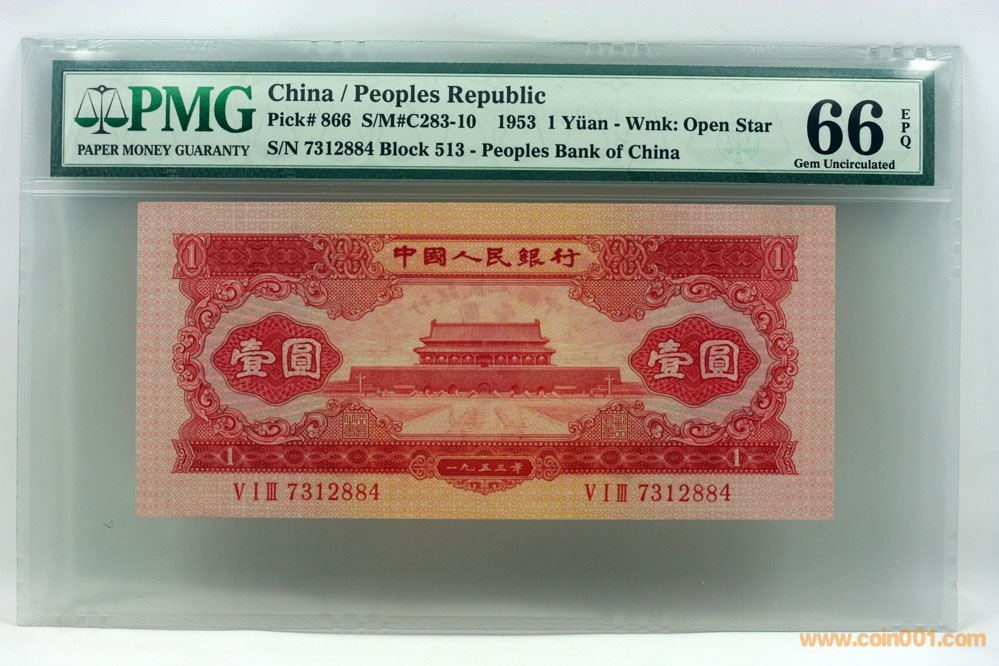 PMG
PAPER MONEY GUARANTY
China / Peoples Republic
Pick# 866 S/M#C283-10 1953 1 Yüan - Wmk: Open Star
S/N 7312884 Block 513 - Peoples Bank of China
66 EPQ
Gem Uncirculated
1 中國人民銀行 1
壹圓 壹圓
1 一九五三年 1
V I III 7312884 V I III 7312884
www.coin001.com